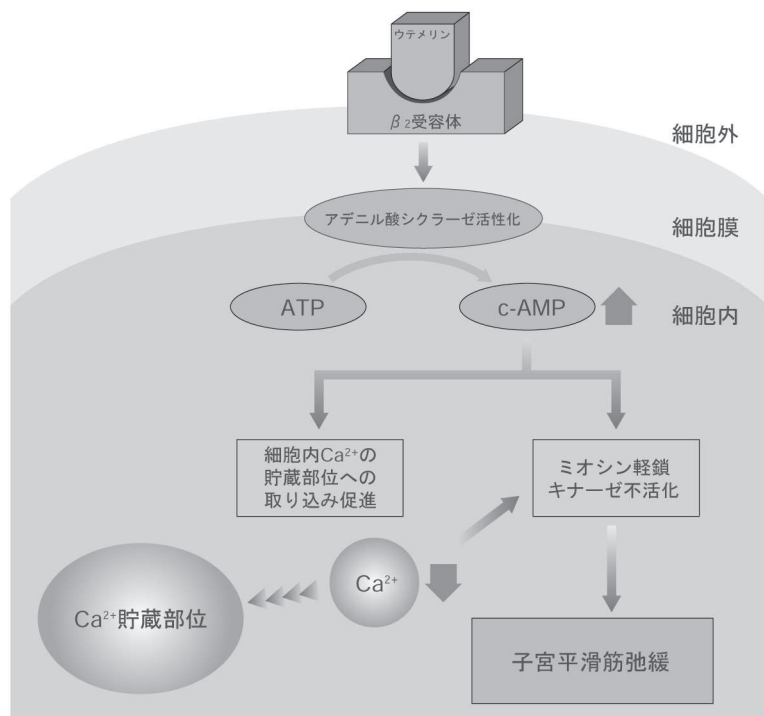 ウテメリン
β₂受容体
細胞外
アデニル酸シクラーゼ活性化
細胞膜
ATP
c-AMP
細胞内
細胞内Ca²⁺の
貯蔵部位への
取り込み促進
ミオシン軽鎖
キナーゼ不活化
Ca²⁺
Ca²⁺貯蔵部位
子宮平滑筋弛緩